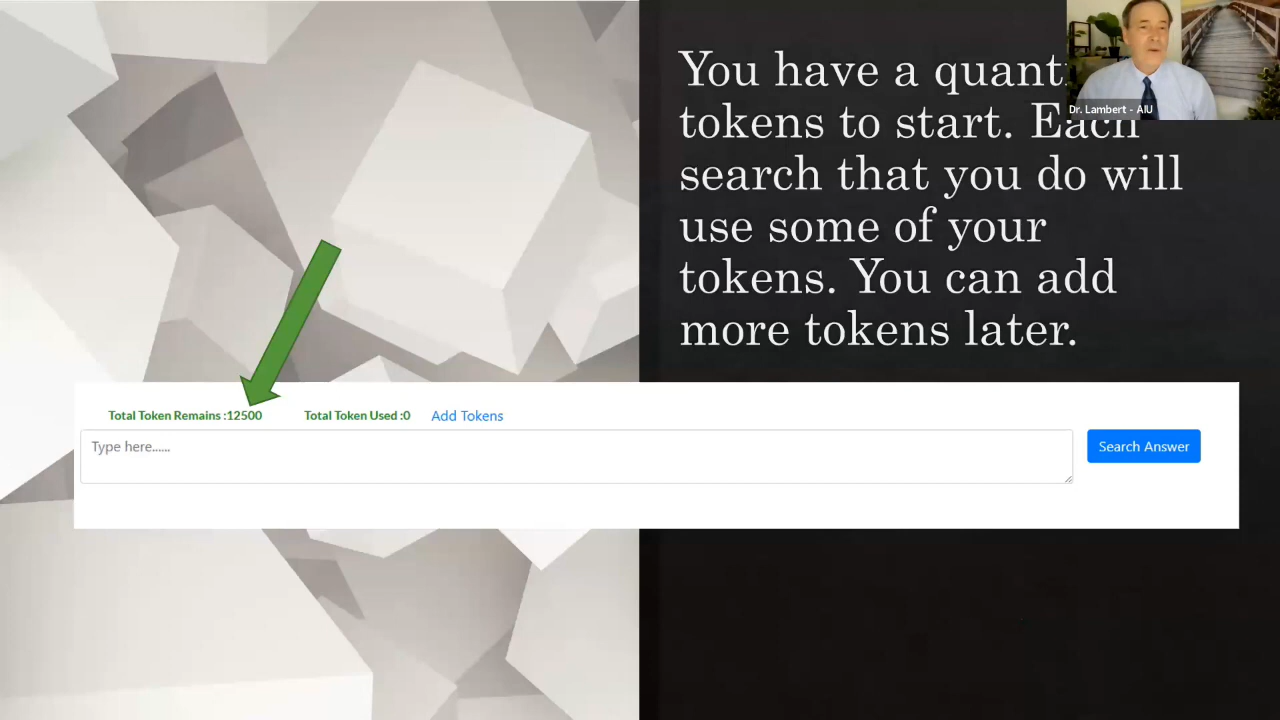 You have a
tokens to start. Each
search that you do will
use some of your
tokens. You can add
more tokens later.
Dr. Lambert - AIU
Total Token Remains :12500 Total Token Used :0 Add Tokens
Type here......
Search Answer